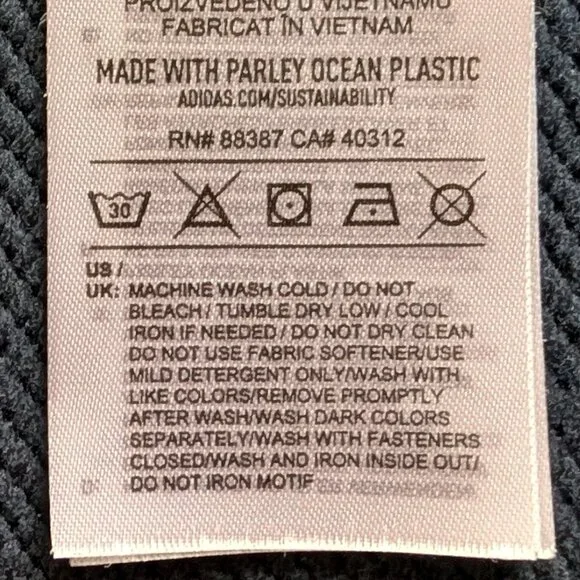 PROIZVEDENO U VIJETNAMU
FABRICAT ÎN VIETNAM
MADE WITH PARLEY OCEAN PLASTIC
ADIDAS.COM/SUSTAINABILITY
RN# 88387 CA# 40312
30
US /
UK: MACHINE WASH COLD / DO NOT
BLEACH / TUMBLE DRY LOW / COOL
IRON IF NEEDED / DO NOT DRY CLEAN
DO NOT USE FABRIC SOFTENER/USE
MILD DETERGENT ONLY/WASH WITH
LIKE COLORS/REMOVE PROMPTLY
AFTER WASH/WASH DARK COLORS
SEPARATELY/WASH WITH FASTENERS
CLOSED/WASH AND IRON INSIDE OUT/
DO NOT IRON MOTIF